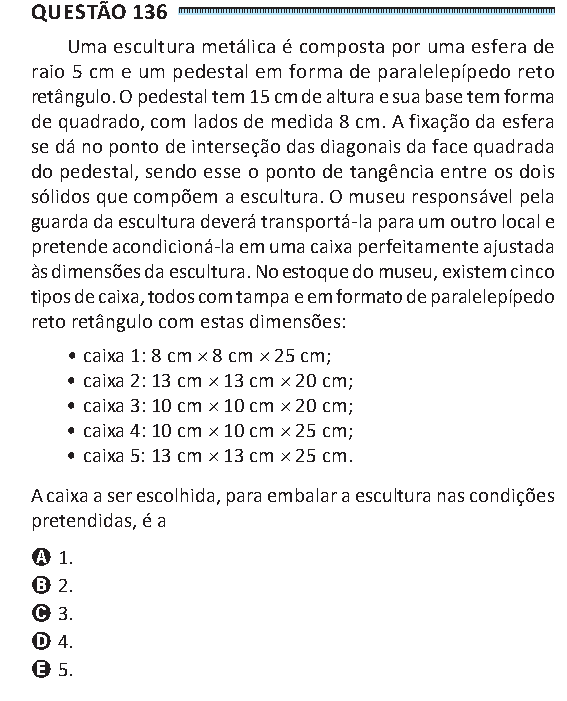 QUESTÃO 136
Uma escultura metálica é composta por uma esfera de
raio 5 cm e um pedestal em forma de paralelepípedo reto
retângulo. O pedestal tem 15 cm de altura e sua base tem forma
de quadrado, com lados de medida 8 cm. A fixação da esfera
se dá no ponto de interseção das diagonais da face quadrada
do pedestal, sendo esse o ponto de tangência entre os dois
sólidos que compõem a escultura. O museu responsável pela
guarda da escultura deverá transportá-la para um outro local e
pretende acondicioná-la em uma caixa perfeitamente ajustada
às dimensões da escultura. No estoque do museu, existem cinco
tipos de caixa, todos com tampa e em formato de paralelepípedo
reto retângulo com estas dimensões:
• caixa 1: 8 cm × 8 cm × 25 cm;
• caixa 2: 13 cm × 13 cm × 20 cm;
• caixa 3: 10 cm × 10 cm × 20 cm;
• caixa 4: 10 cm × 10 cm × 25 cm;
• caixa 5: 13 cm × 13 cm × 25 cm.
A caixa a ser escolhida, para embalar a escultura nas condições
pretendidas, é a
A 1.
B 2.
C 3.
D 4.
E 5.